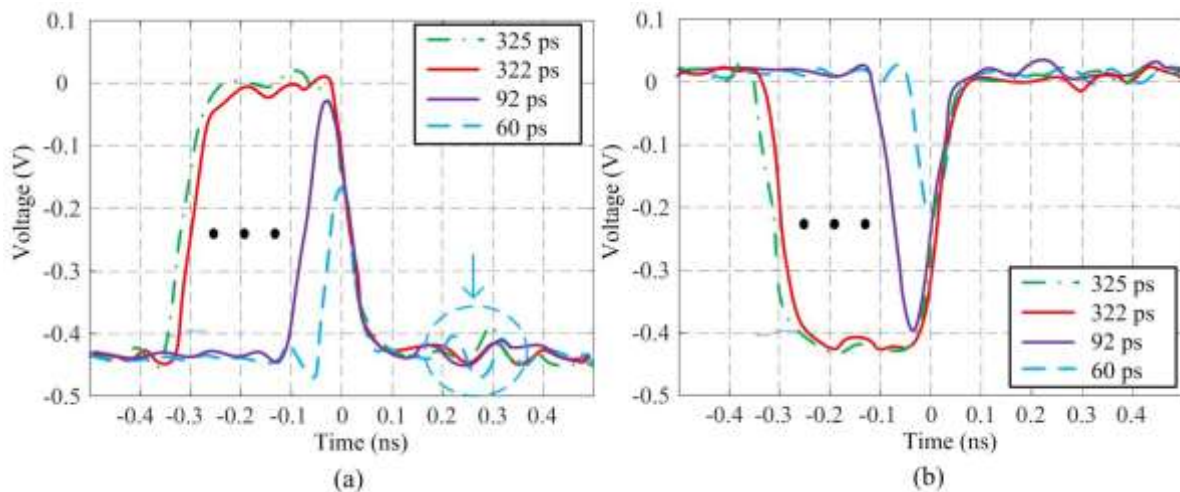 0.1
0
-0.1
-0.2
-0.3
-0.4
-0.5
Voltage (V)
325 ps
322 ps
92 ps
60 ps
-0.4 -0.3 -0.2 -0.1 0 0.1 0.2 0.3 0.4
Time (ns)
(a)
0.1
0
-0.1
-0.2
-0.3
-0.4
-0.5
Voltage (V)
325 ps
322 ps
92 ps
60 ps
-0.4 -0.3 -0.2 -0.1 0 0.1 0.2 0.3 0.4
Time (ns)
(b)